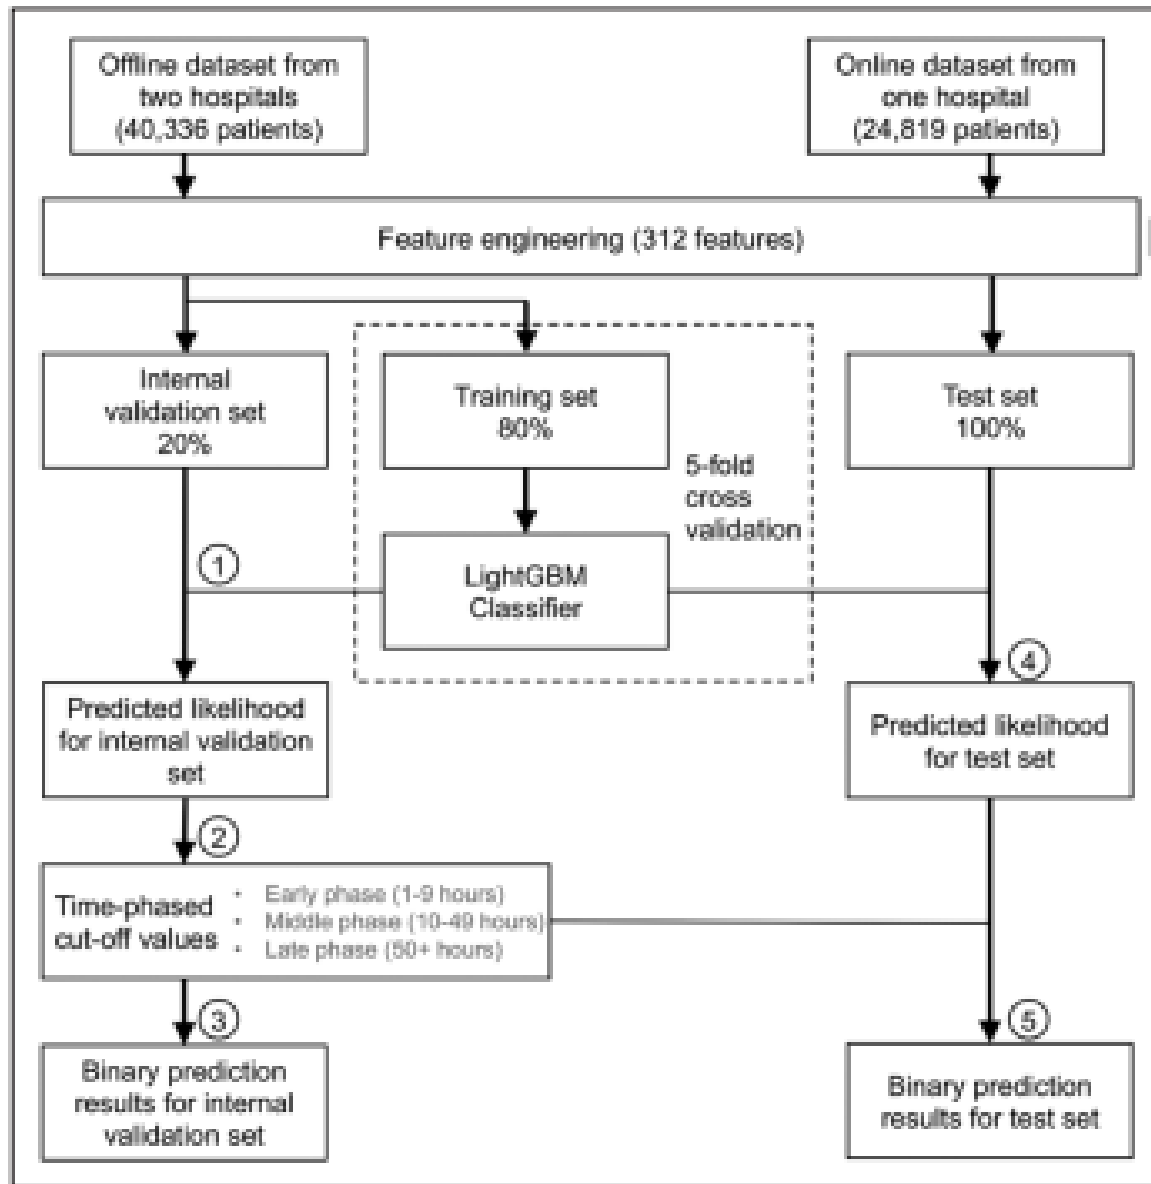 Offline dataset from
two hospitals
(40,336 patients)
Online dataset from
one hospital
(24,819 patients)
Feature engineering (312 features)
Internal
validation set
20%
Training set
80%
Test set
100%
5-fold
cross
validation
1
LightGBM
Classifier
4
Predicted likelihood
for internal validation
set
Predicted likelihood
for test set
2
Time-phased
cut-off values
• Early phase (1-9 hours)
• Middle phase (10-49 hours)
• Late phase (50+ hours)
3
5
Binary prediction
results for internal
validation set
Binary prediction
results for test set